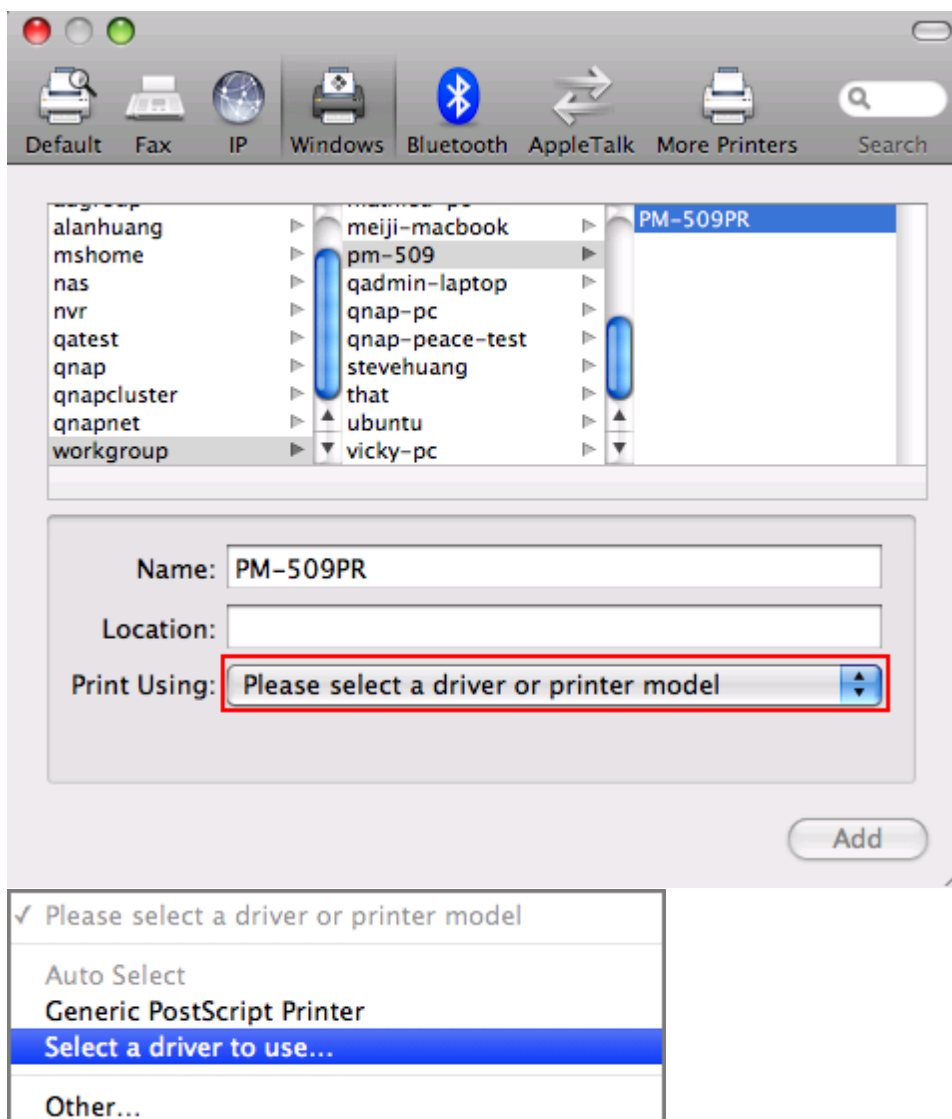 Default Fax IP Windows Bluetooth AppleTalk More Printers Search
alanhuang
mshome
nas
nvr
qatest
qnap
qnapcluster
qnapnet
workgroup
meiji-macbook
pm-509
qadmin-laptop
qnap-pc
qnap-peace-test
stevehuang
that
ubuntu
vicky-pc
PM-509PR
Name: PM-509PR
Location:
Print Using: Please select a driver or printer model
Add
✓ Please select a driver or printer model
Auto Select
Generic PostScript Printer
Select a driver to use...
Other...